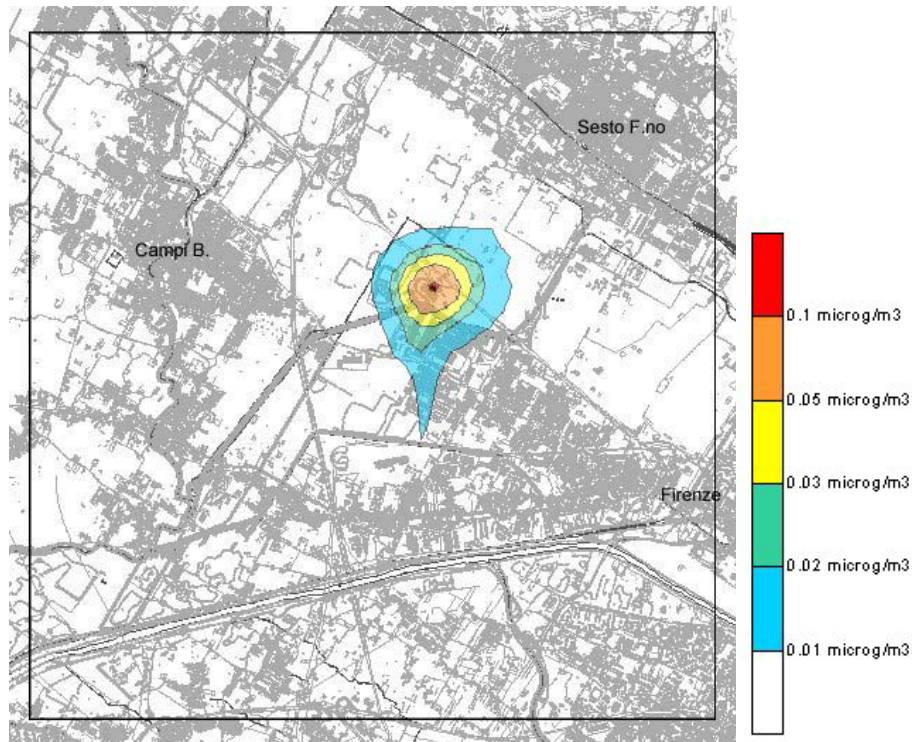 Sesto F.no
Campi B.
Firenze
0.1 microg/m3
0.05 microg/m3
0.03 microg/m3
0.02 microg/m3
0.01 microg/m3